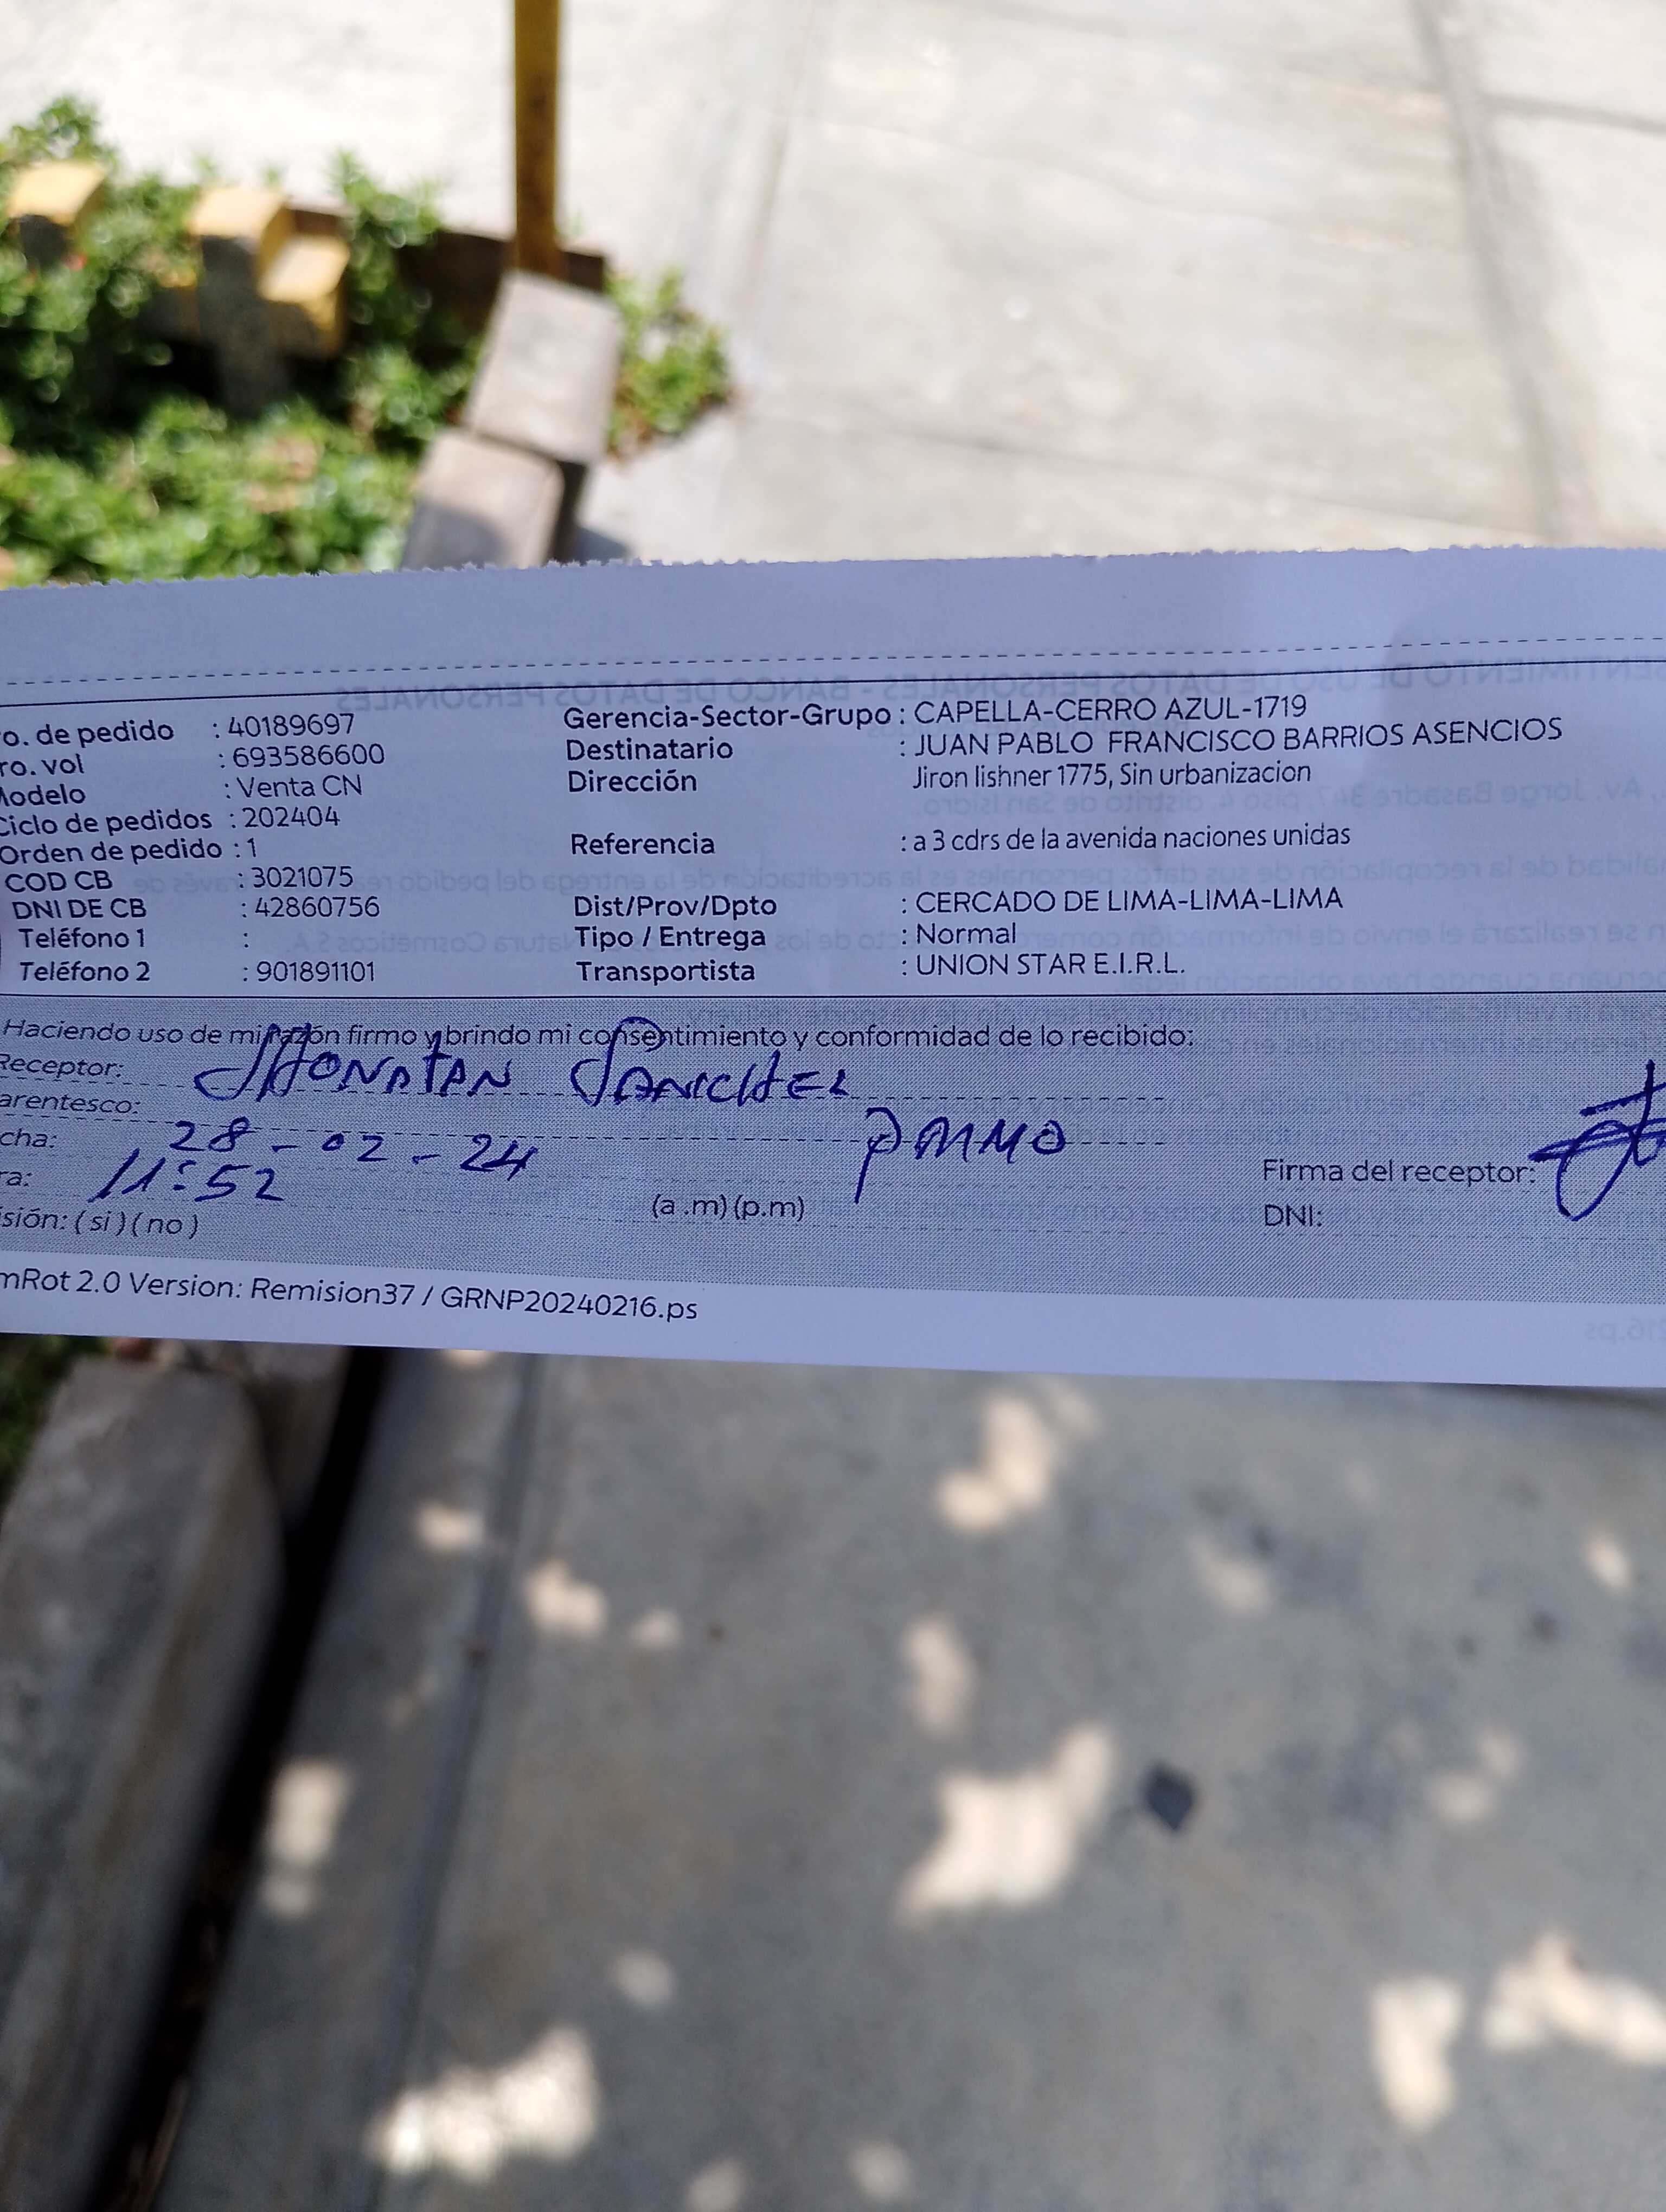 o. de pedido : 40189697 Gerencia-Sector-Grupo : CAPELLA-CERRO AZUL-1719
ro. vol : 693586600 Destinatario : JUAN PABLO FRANCISCO BARRIOS ASENCIOS
Modelo : Venta CN Dirección Jiron lishner 1775, Sin urbanizacion
Ciclo de pedidos : 202404
Orden de pedido : 1 Referencia : a 3 cdrs de la avenida naciones unidas
COD CB : 3021075
DNI DE CB : 42860756 Dist/Prov/Dpto : CERCADO DE LIMA-LIMA-LIMA
Teléfono 1 : Tipo / Entrega : Normal
Teléfono 2 : 901891101 Transportista : UNION STAR E.I.R.L.
Haciendo uso de mi razón firmo y brindo mi consentimiento y conformidad de lo recibido:
Receptor: JHONATAN SANCHEZ
arentesco: PRIMO
cha: 28-02-24
ra: 11:52 (a .m) (p.m) Firma del receptor:
sión: ( si ) ( no ) DNI:
mRot 2.0 Version: Remision37 / GRNP20240216.ps